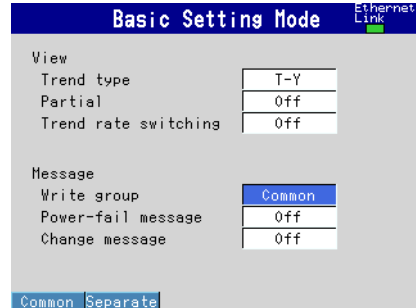 Basic Setting Mode
Ethernet
Link
View
Trend type T-Y
Partial Off
Trend rate switching Off
Message
Write group Common
Power-fail message Off
Change message Off
Common Separate